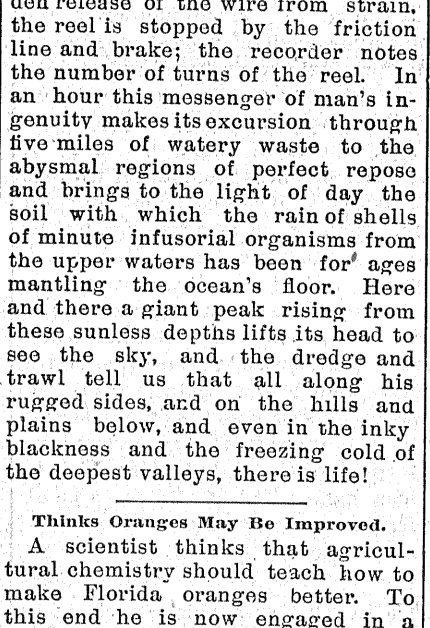 den release of the wire from strain,
the reel is stopped by the friction
line and brake; the recorder notes
the number of turns of the reel. In
an hour this messenger of man's in-
genuity makes its excursion through
five miles of watery waste to the
abysmal regions of perfect repose
and brings to the light of day the
soil with which the rain of shells
of minute infusorial organisms from
the upper waters has been for ages
mantling the ocean's floor. Here
and there a giant peak rising from
these sunless depths lifts its head to
see the sky, and the dredge and
trawl tell us that all along his
rugged sides, and on the hills and
plains below, and even in the inky
blackness and the freezing cold of
the deepest valleys, there is life!
Thinks Oranges May Be Improved.
A scientist thinks that agricul-
tural chemistry should teach how to
make Florida oranges better. To
this end he is now engaged in a